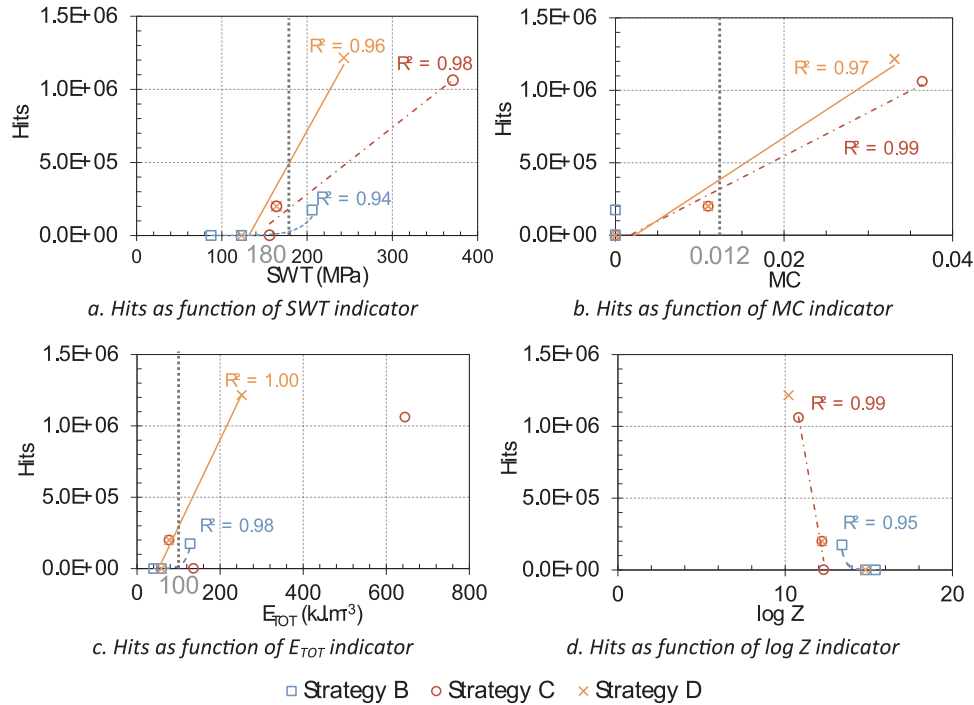 1.5E+06
1.0E+06
5.0E+05
0.0E+00
Hits
R² = 0.96
R² = 0.98
R² = 0.94
0
100
180
200
300
400
SWT (MPa)
a. Hits as function of SWT indicator
1.5E+06
1.0E+06
5.0E+05
0.0E+00
Hits
R² = 0.97
R² = 0.99
0
0.012
0.02
0.04
MC
b. Hits as function of MC indicator
1.5E+06
1.0E+06
5.0E+05
0.0E+00
Hits
R² = 1.00
R² = 0.98
0
100
200
400
600
800
E_TOT (kJ.m³)
c. Hits as function of E_TOT indicator
1.5E+06
1.0E+06
5.0E+05
0.0E+00
Hits
R² = 0.99
R² = 0.95
0
10
20
log Z
d. Hits as function of log Z indicator
Strategy B
Strategy C
Strategy D